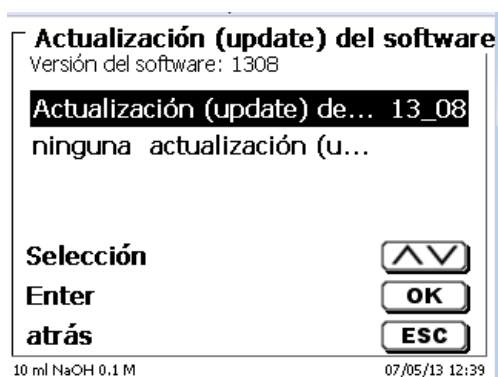 Actualización (update) del software
Versión del software: 1308
Actualización (update) de... 13_08
ninguna actualización (u...
Selección
Enter OK
atrás ESC
10 ml NaOH 0.1 M 07/05/13 12:39